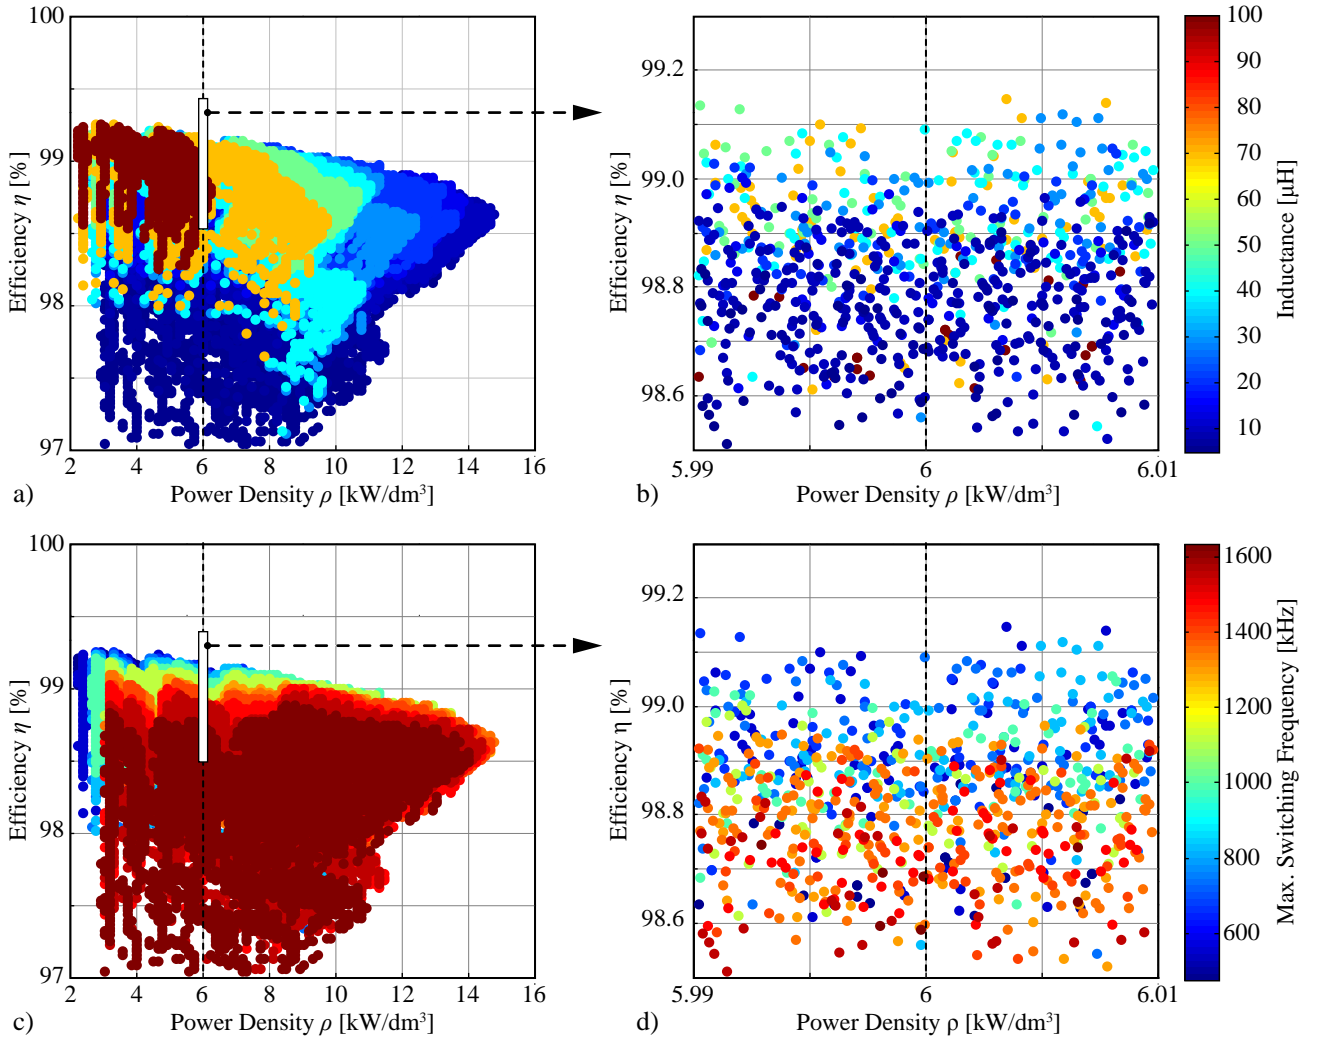 100
99
98
97
2 4 6 8 10 12 14 16
Efficiency η [%]
Power Density ρ [kW/dm³]
a)
99.2
99.0
98.8
98.6
5.99 6 6.01
Efficiency η [%]
Power Density ρ [kW/dm³]
b)
100
90
80
70
60
50
40
30
20
10
Inductance [µH]
100
99
98
97
2 4 6 8 10 12 14 16
Efficiency η [%]
Power Density ρ [kW/dm³]
c)
99.2
99.0
98.8
98.6
5.99 6 6.01
Efficiency η [%]
Power Density ρ [kW/dm³]
d)
1600
1400
1200
1000
800
600
Max. Switching Frequency [kHz]